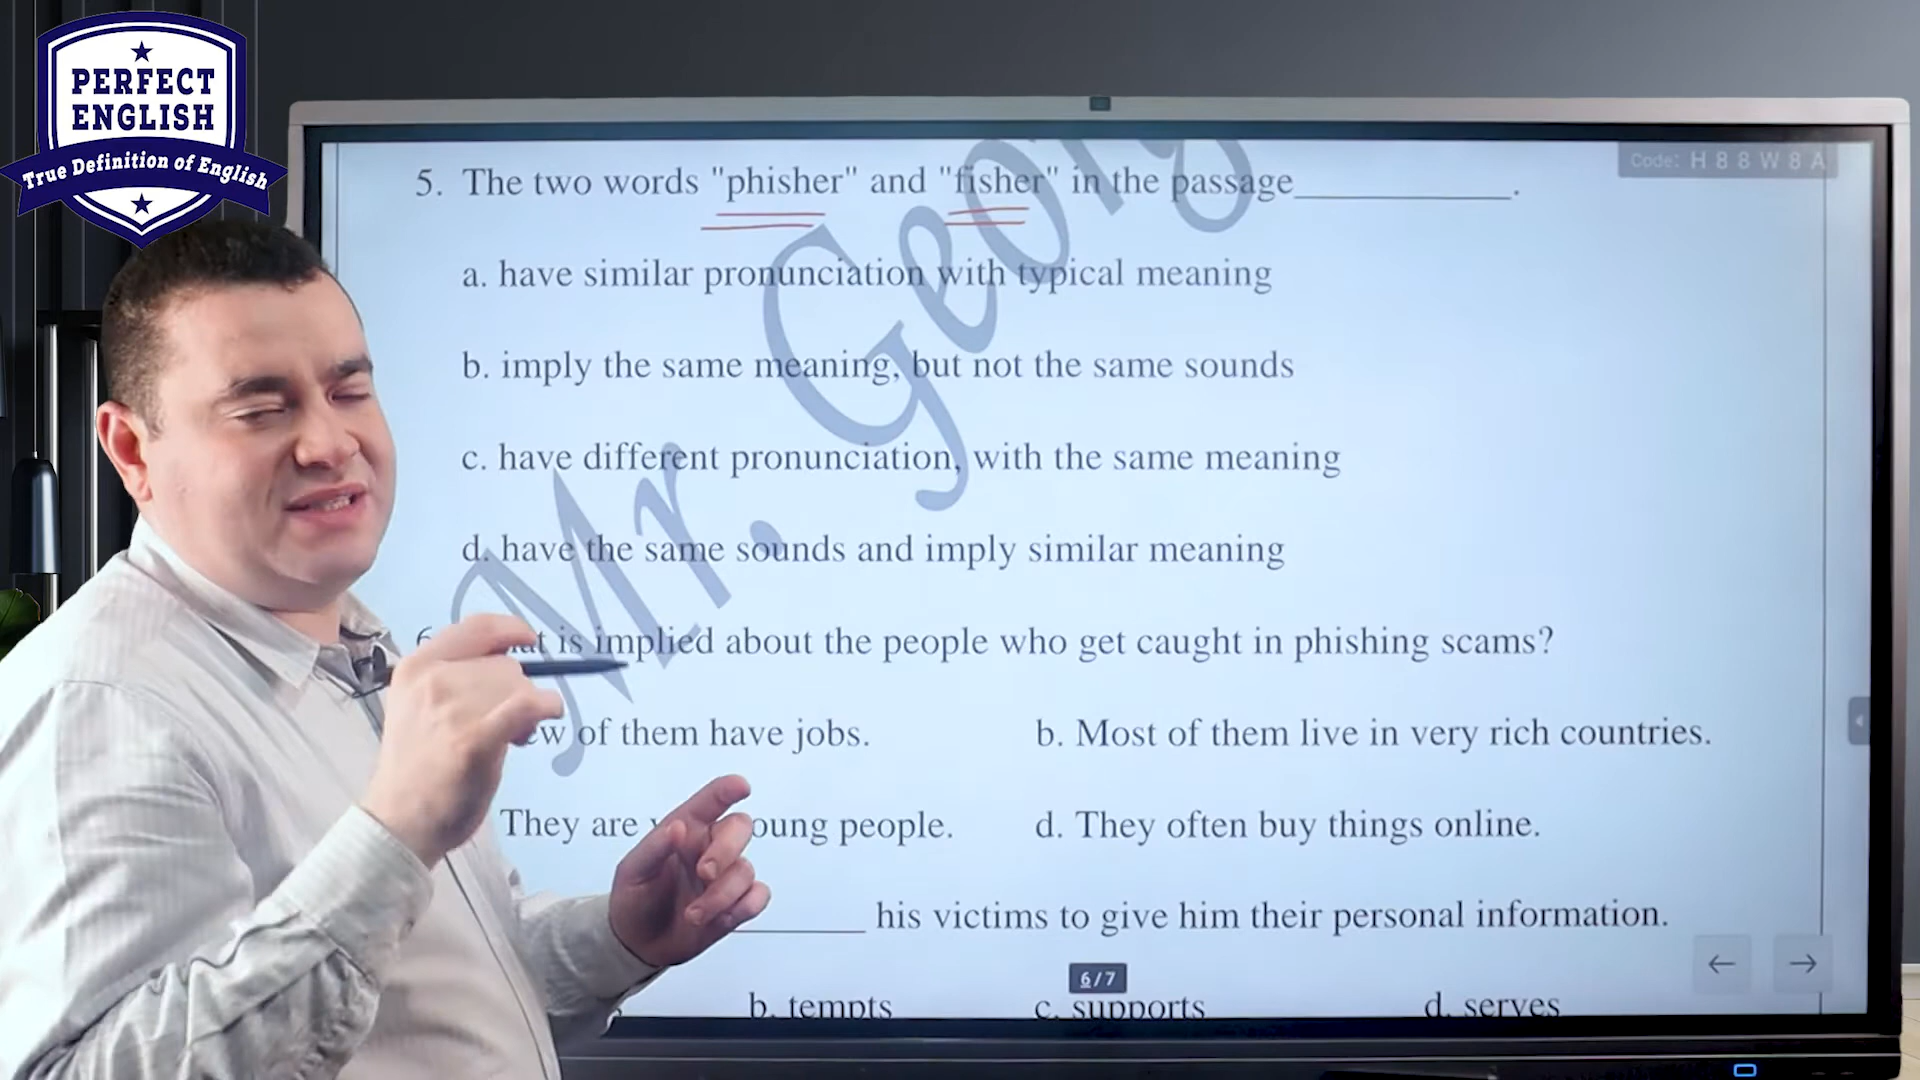 PERFECT
ENGLISH
True Definition of English
Code: H 8 8 W 8 A
5. The two words "phisher" and "fisher" in the passage____________.
a. have similar pronunciation with typical meaning
b. imply the same meaning, but not the same sounds
c. have different pronunciation, with the same meaning
d. have the same sounds and imply similar meaning
is implied about the people who get caught in phishing scams?
of them have jobs.
b. Most of them live in very rich countries.
They are people.
d. They often buy things online.
his victims to give him their personal information.
6/7
b. tempts
c. supports
d. serves
Mr. Georg